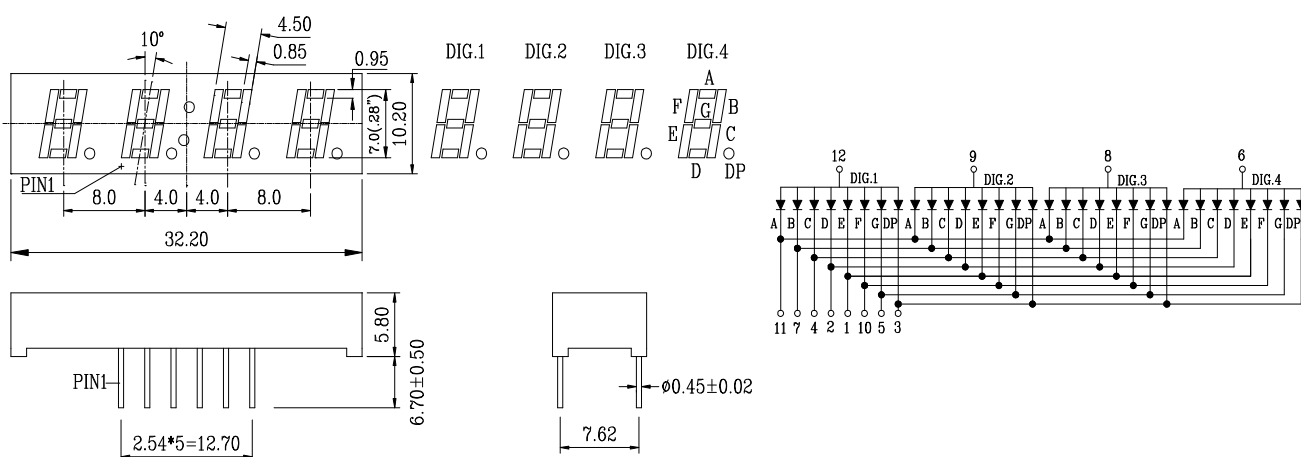 10°
4.50
0.85
0.95
7.0(.28")
10.20
PIN1
8.0 4.0 4.0 8.0
32.20
DIG.1 DIG.2 DIG.3 DIG.4
A
F G B
E C
D DP
12 9 8 6
DIG.1 DIG.2 DIG.3 DIG.4
A B C D E F G DP A B C D E F G DP A B C D E F G DP A B C D E F G DP
11 7 4 2 1 10 5 3
5.80
PIN1
6.70±0.50
2.54*5=12.70
ø0.45±0.02
7.62